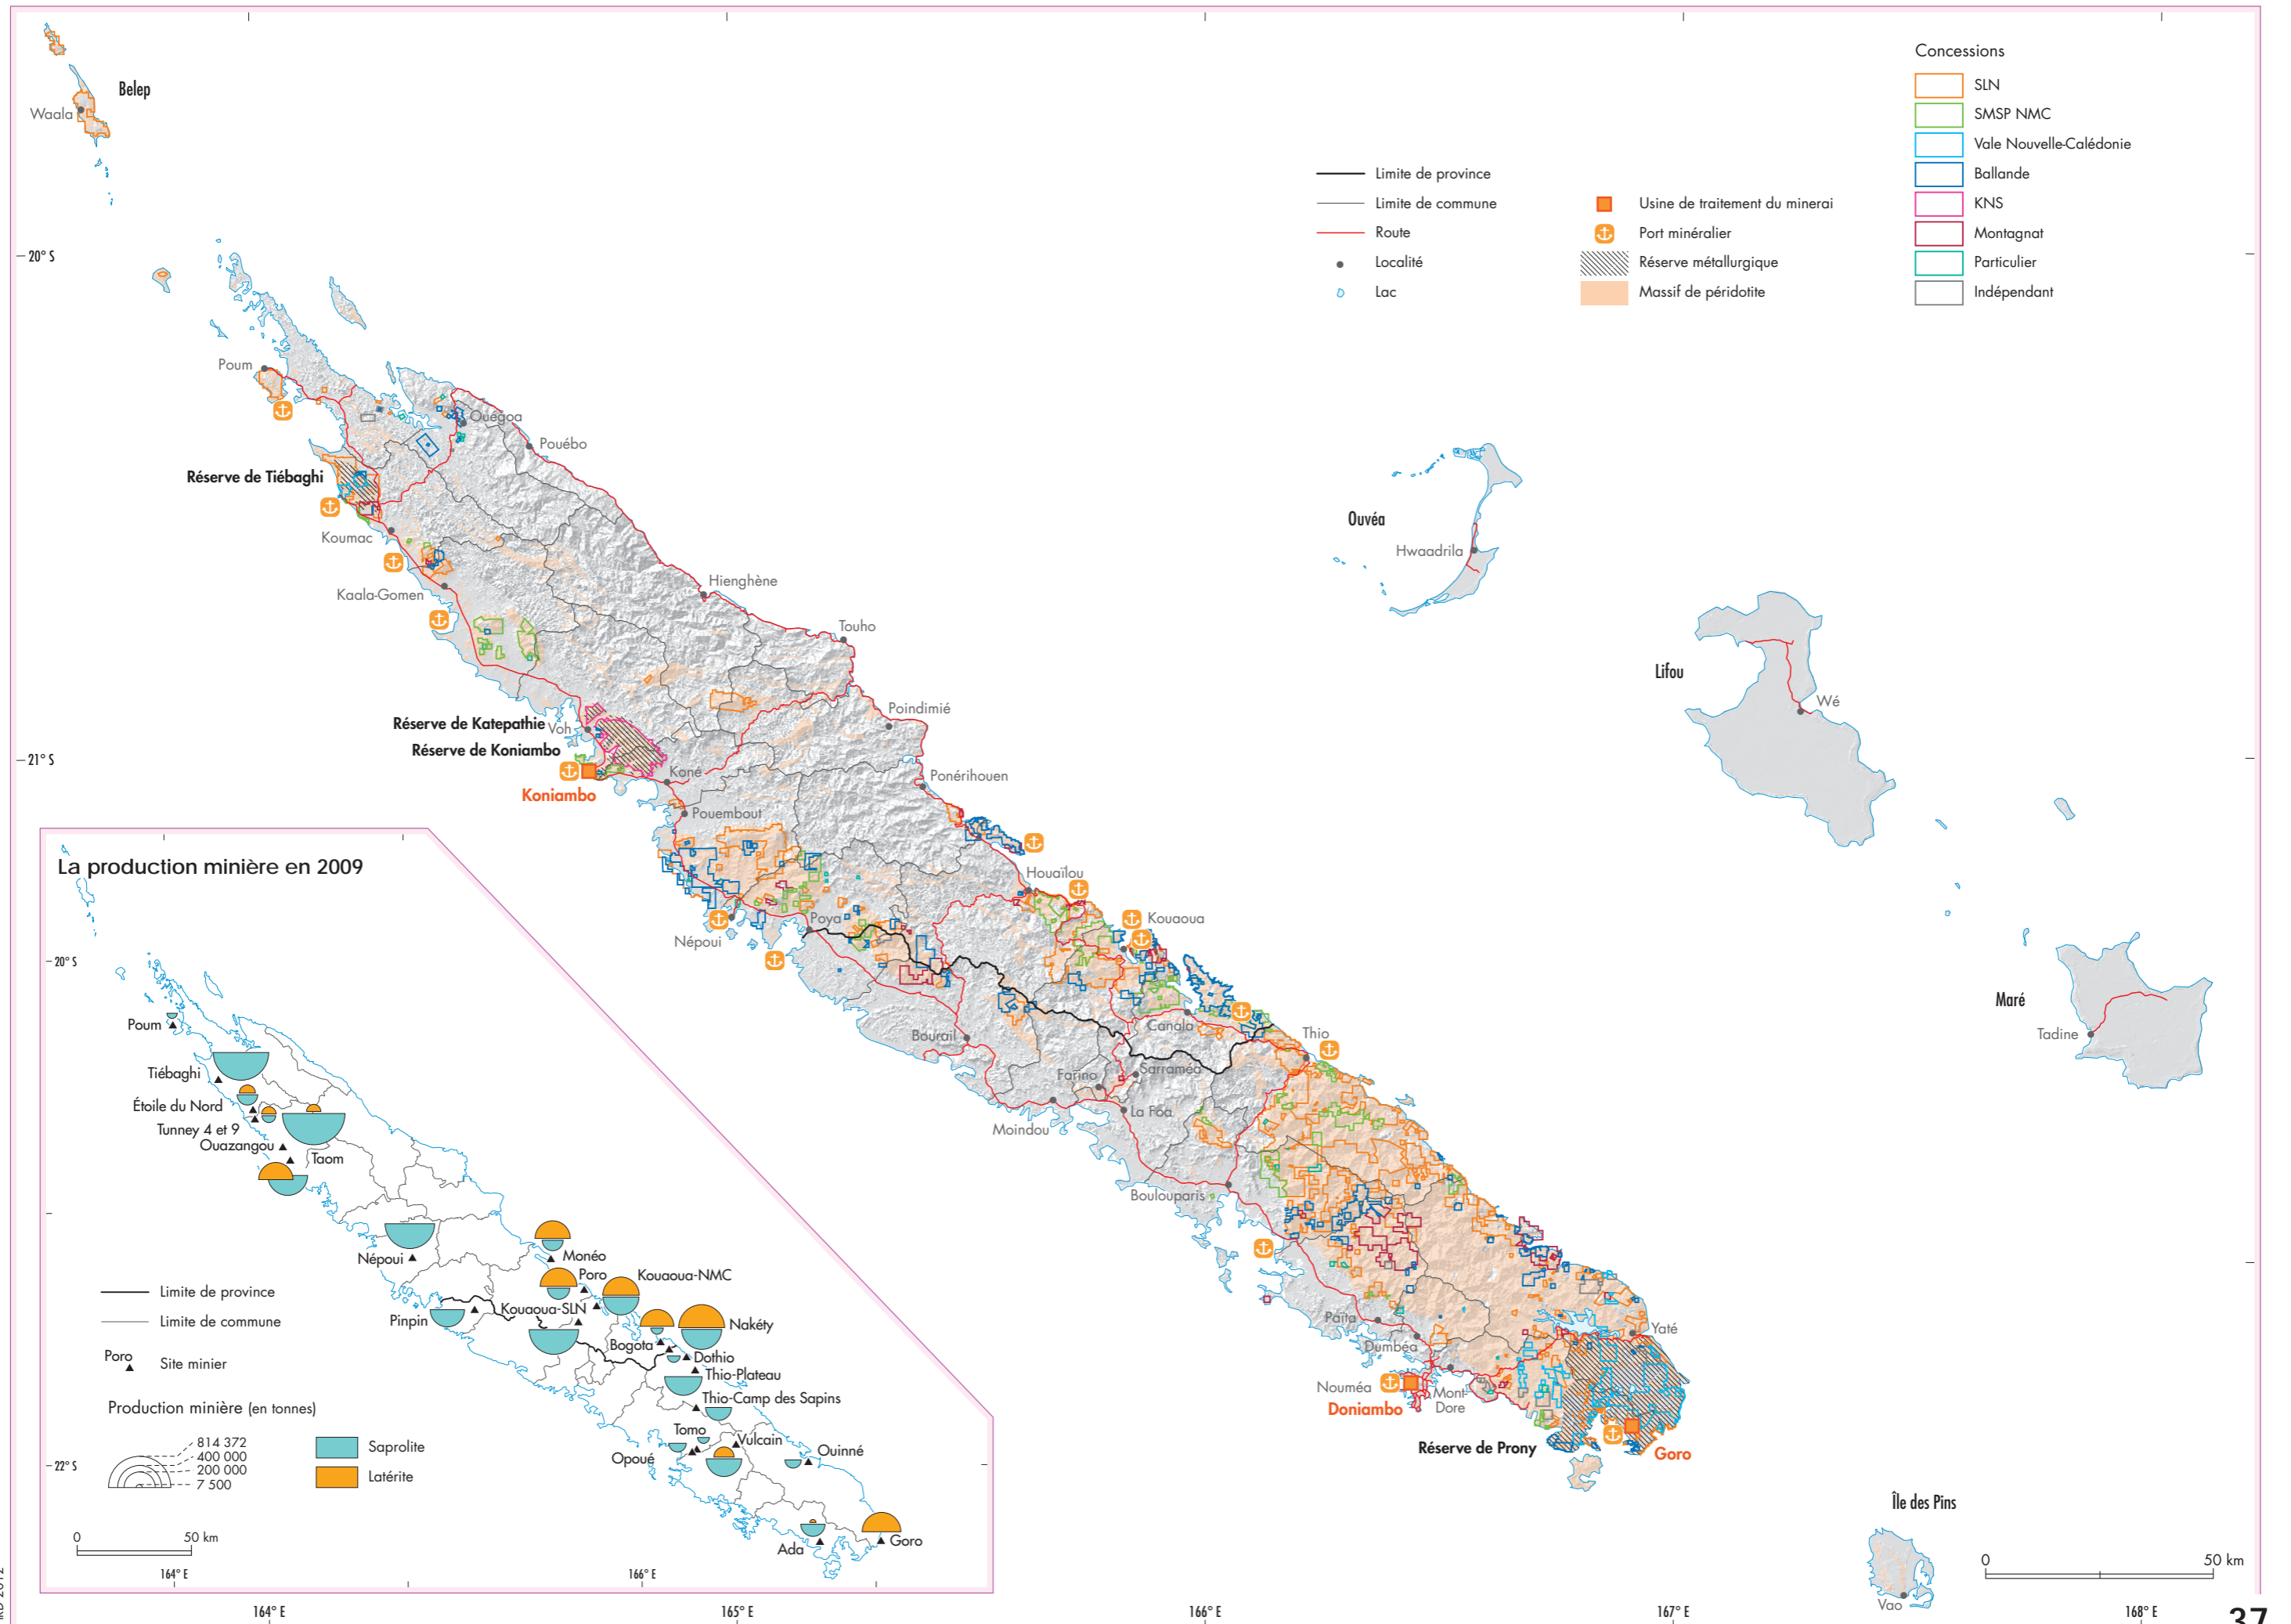 Concessions
SLN
SMSP NMC
Vale Nouvelle-Calédonie
Ballande
KNS
Montagnat
Particulier
Indépendant
Limite de province
Limite de commune
Route
Localité
Lac
Usine de traitement du minerai
Port minéralier
Réserve métallurgique
Massif de péridotite
Belep
Waala
20° S
Poum
Ouégoa
Pouébo
Réserve de Tiébaghi
Koumac
Kaala-Gomen
Hienghène
Touho
Ouvéa
Hwaadrila
Lifou
Wé
Poindimié
Réserve de Katepathie
Voh
Réserve de Koniambo
21° S
Koné
Koniambo
Ponérihouen
Pouembout
Houaïlou
Kouaoua
Poya
Népoui
Canala
Thio
Bourail
Farino
Sarraméa
La Foa
Moindou
Boulouparis
Maré
Tadine
Païta
Dumbéa
Yaté
Nouméa
Mont-
Dore
Doniambo
Réserve de Prony
Goro
Île des Pins
Vao
0 50 km
La production minière en 2009
20° S
Poum
Tiébaghi
Étoile du Nord
Tunney 4 et 9
Ouazangou
Taom
Népoui
Monéo
Poro
Kouaoua-NMC
Kouaoua-SLN
Pinpin
Nakéty
Bogota
Dothio
Thio-Plateau
Thio-Camp des Sapins
Tomo
Vulcain
Opoué
Ouinné
Ada
Goro
Limite de province
Limite de commune
Poro
Site minier
Production minière (en tonnes)
814 372
400 000
200 000
7 500
Saprolite
Latérite
22° S
0 50 km
164° E
166° E
164° E
165° E
166° E
167° E
168° E
37
IRD 2012